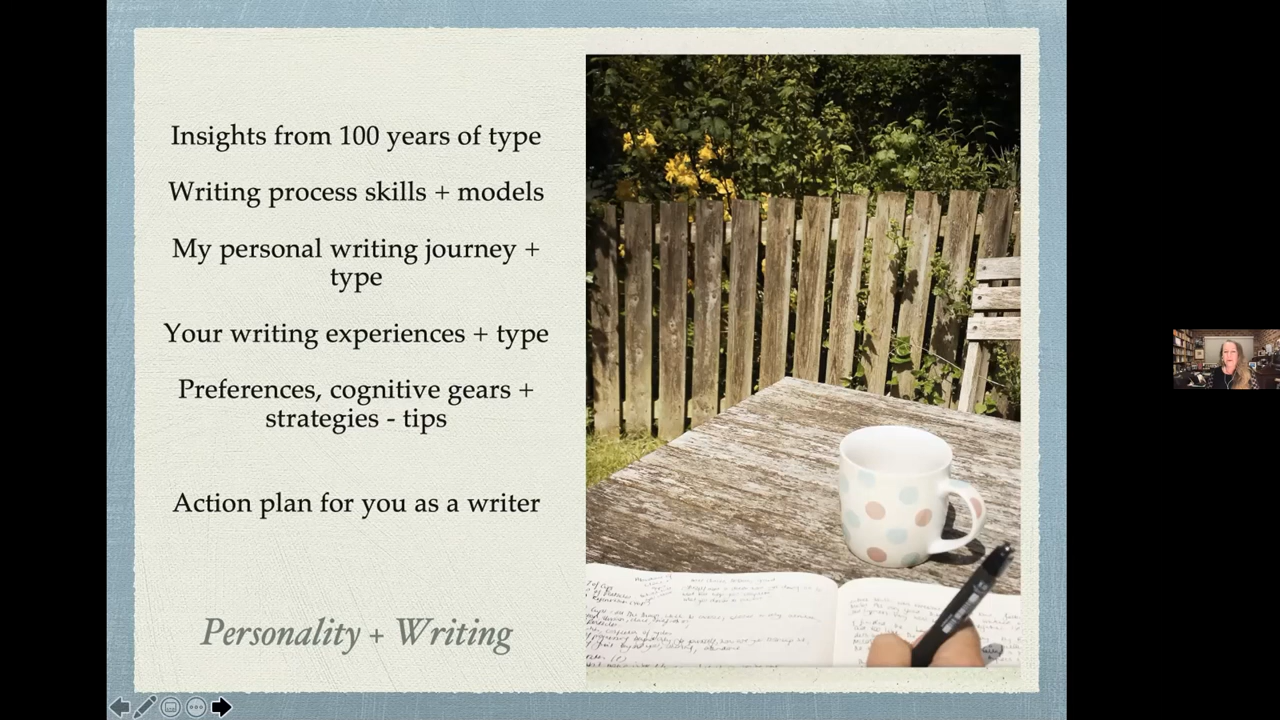 Insights from 100 years of type
Writing process skills + models
My personal writing journey +
type
Your writing experiences + type
Preferences, cognitive gears +
strategies - tips
Action plan for you as a writer
Personality + Writing